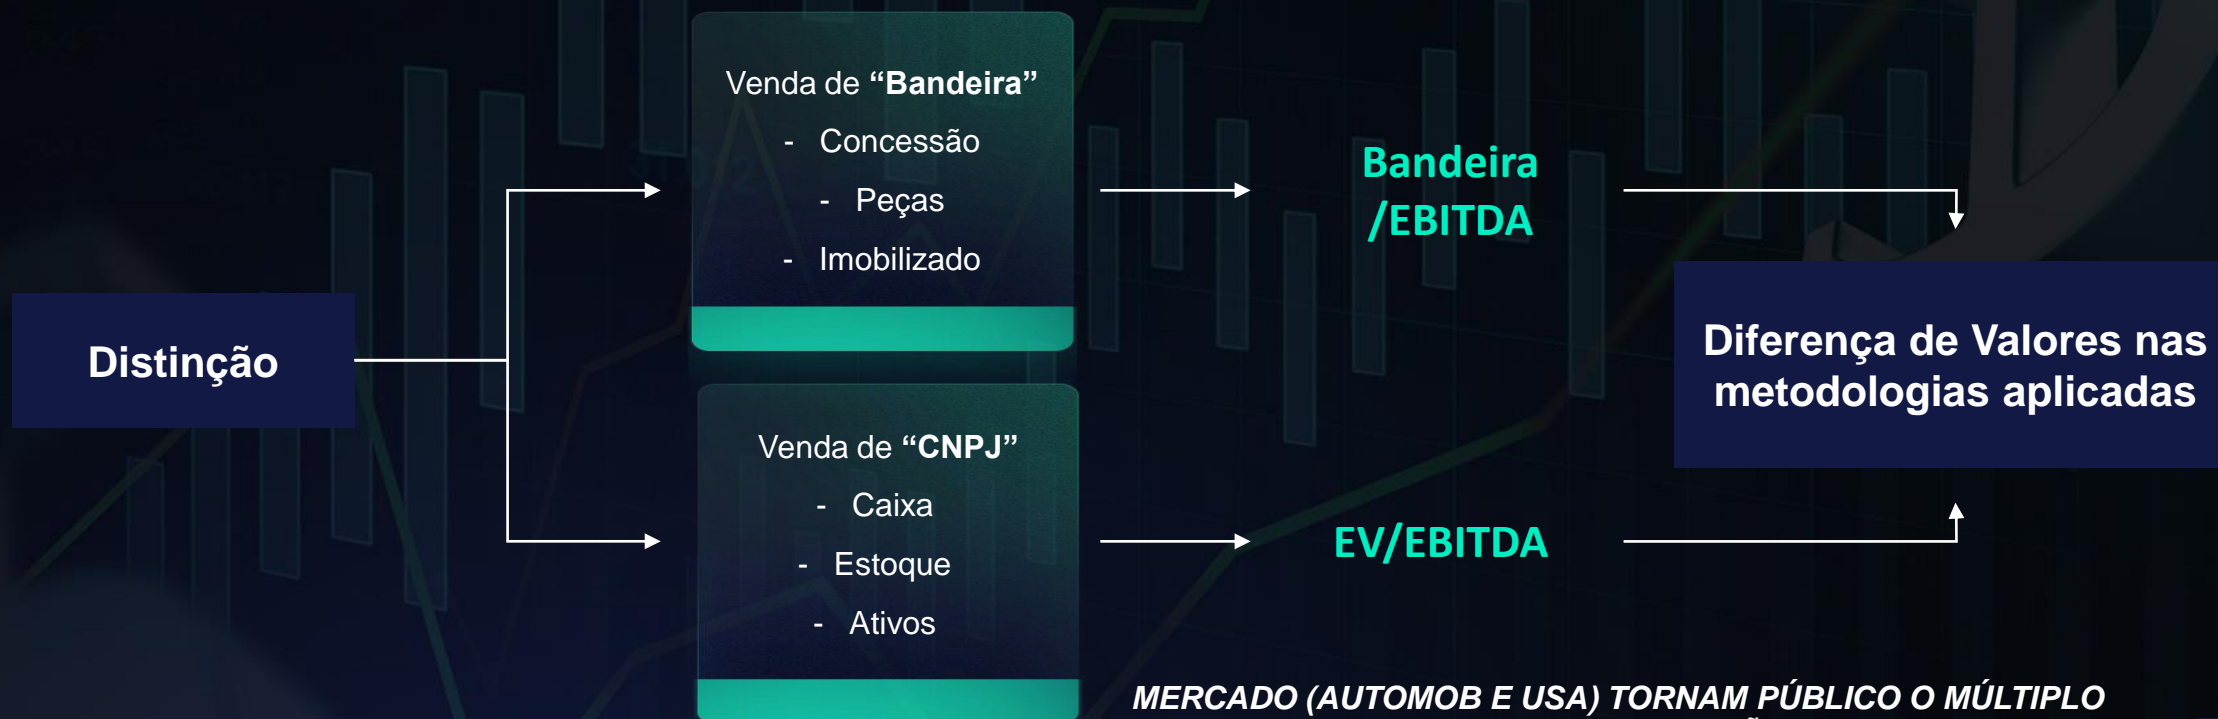 Distinção
Venda de “Bandeira”
- Concessão
- Peças
- Imobilizado
Venda de “CNPJ”
- Caixa
- Estoque
- Ativos
Bandeira
/EBITDA
EV/EBITDA
Diferença de Valores nas
metodologias aplicadas
MERCADO (AUTOMOB E USA) TORNAM PÚBLICO O MÚLTIPLO